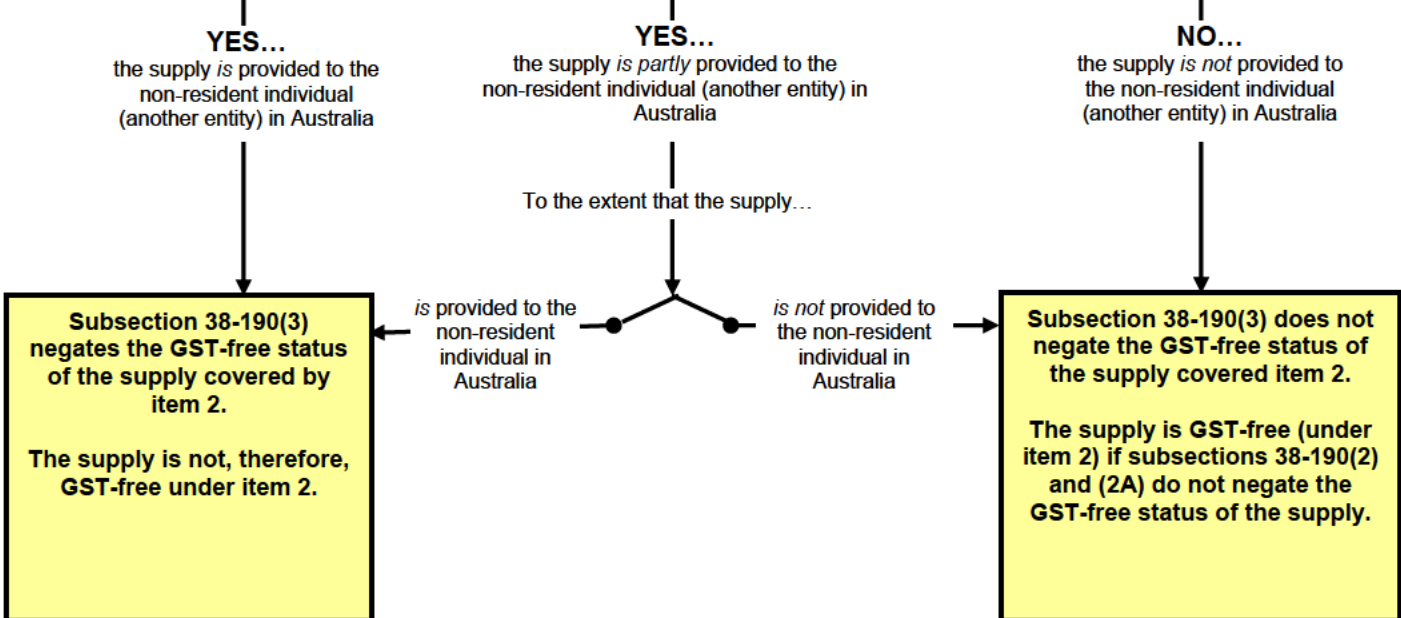 YES…
the supply is provided to the
non-resident individual
(another entity) in Australia
YES…
the supply is partly provided to the
non-resident individual (another entity) in
Australia
NO…
the supply is not provided to
the non-resident individual
(another entity) in Australia
To the extent that the supply…
is provided to the
non-resident
individual in
Australia
is not provided to
the non-resident
individual in
Australia
Subsection 38-190(3)
negates the GST-free status
of the supply covered by
item 2.
The supply is not, therefore,
GST-free under item 2.
Subsection 38-190(3) does not
negate the GST-free status of
the supply covered item 2.
The supply is GST-free (under
item 2) if subsections 38-190(2)
and (2A) do not negate the
GST-free status of the supply.